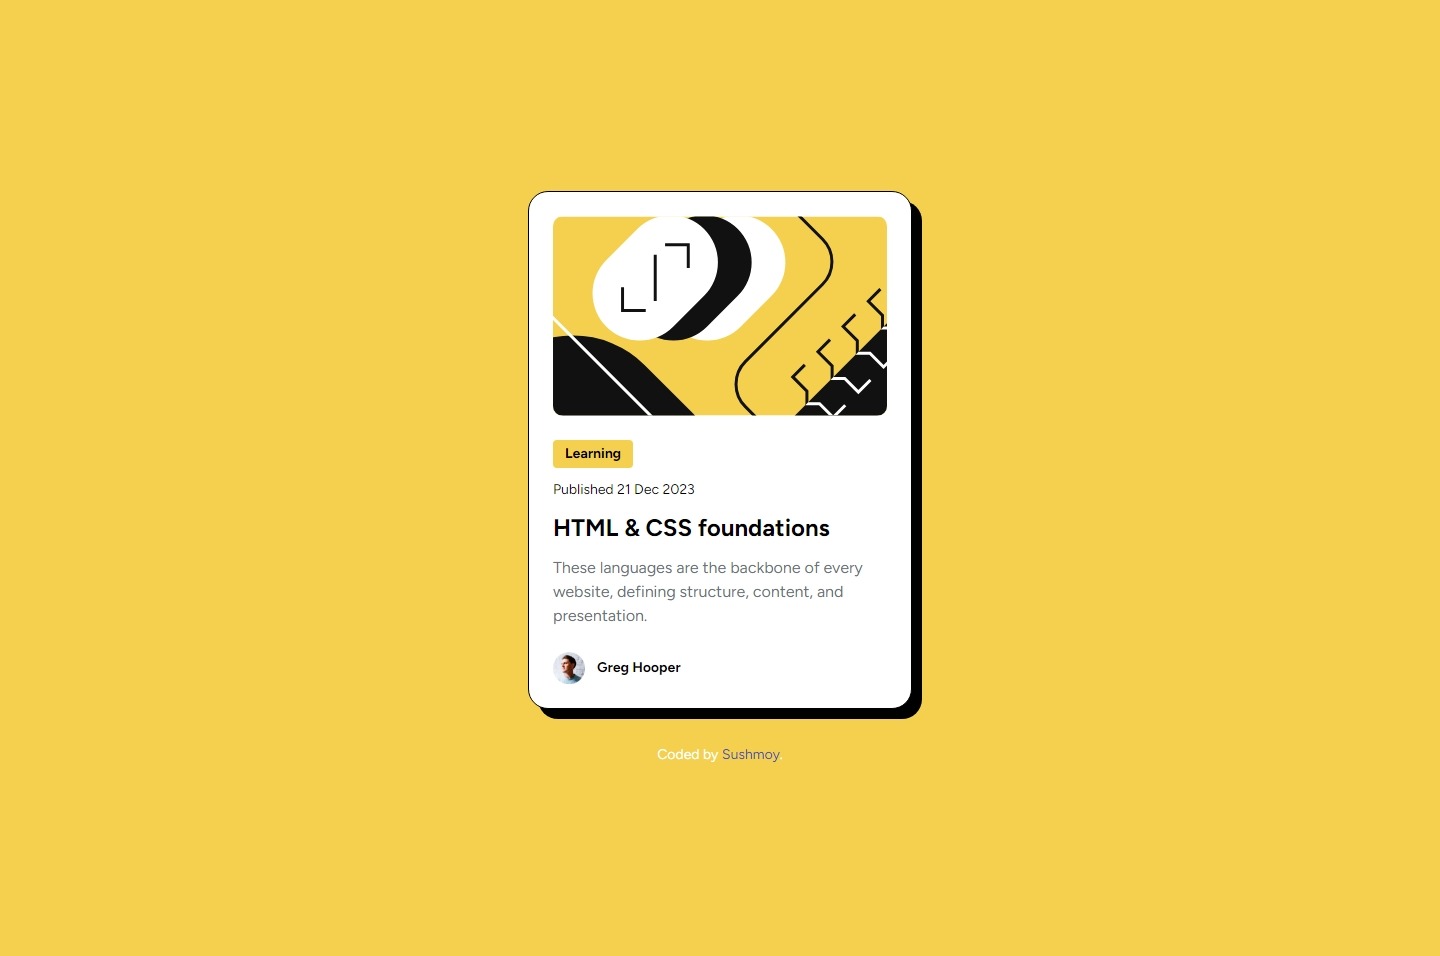 Learning
Published 21 Dec 2023
HTML & CSS foundations
These languages are the backbone of every
website, defining structure, content, and
presentation.
Greg Hooper
Coded by Sushmoy.